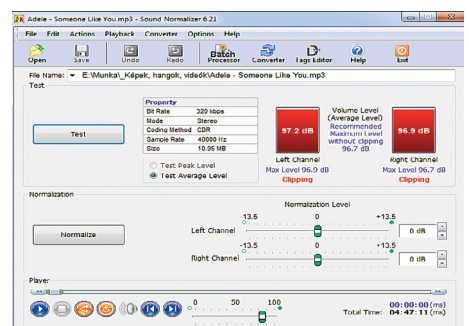 Adele - Someone Like You.mp3 - Sound Normalizer 6.21
File Edit Actions Playback Converter Options Help
Open Save Undo Redo Batch Processor Converter Tags Editor Help Exit
File Name: E:\Munka\_Képek, hangok, videók\Adele - Someone Like You.mp3
Test
Test
Property
Bit Rate 320 kbps
Mode Stereo
Coding Method CBR
Sample Rate 48000 Hz
Size 10.95 MB
Test Peak Level
Test Average Level
97.2 dB
Left Channel
Max Level 96.9 dB
Clipping
Volume Level
(Average Level)
Recommended
Maximum Level
without clipping
96.7 dB
96.9 dB
Right Channel
Max Level 96.7 dB
Clipping
Normalization
Normalize
Normalization Level
-13.5 0 +13.5
Left Channel 0 dB
-13.5 0 +13.5
Right Channel 0 dB
Player
0 50 100
00:00:00 (ms)
Total Time: 04:47:11 (ms)